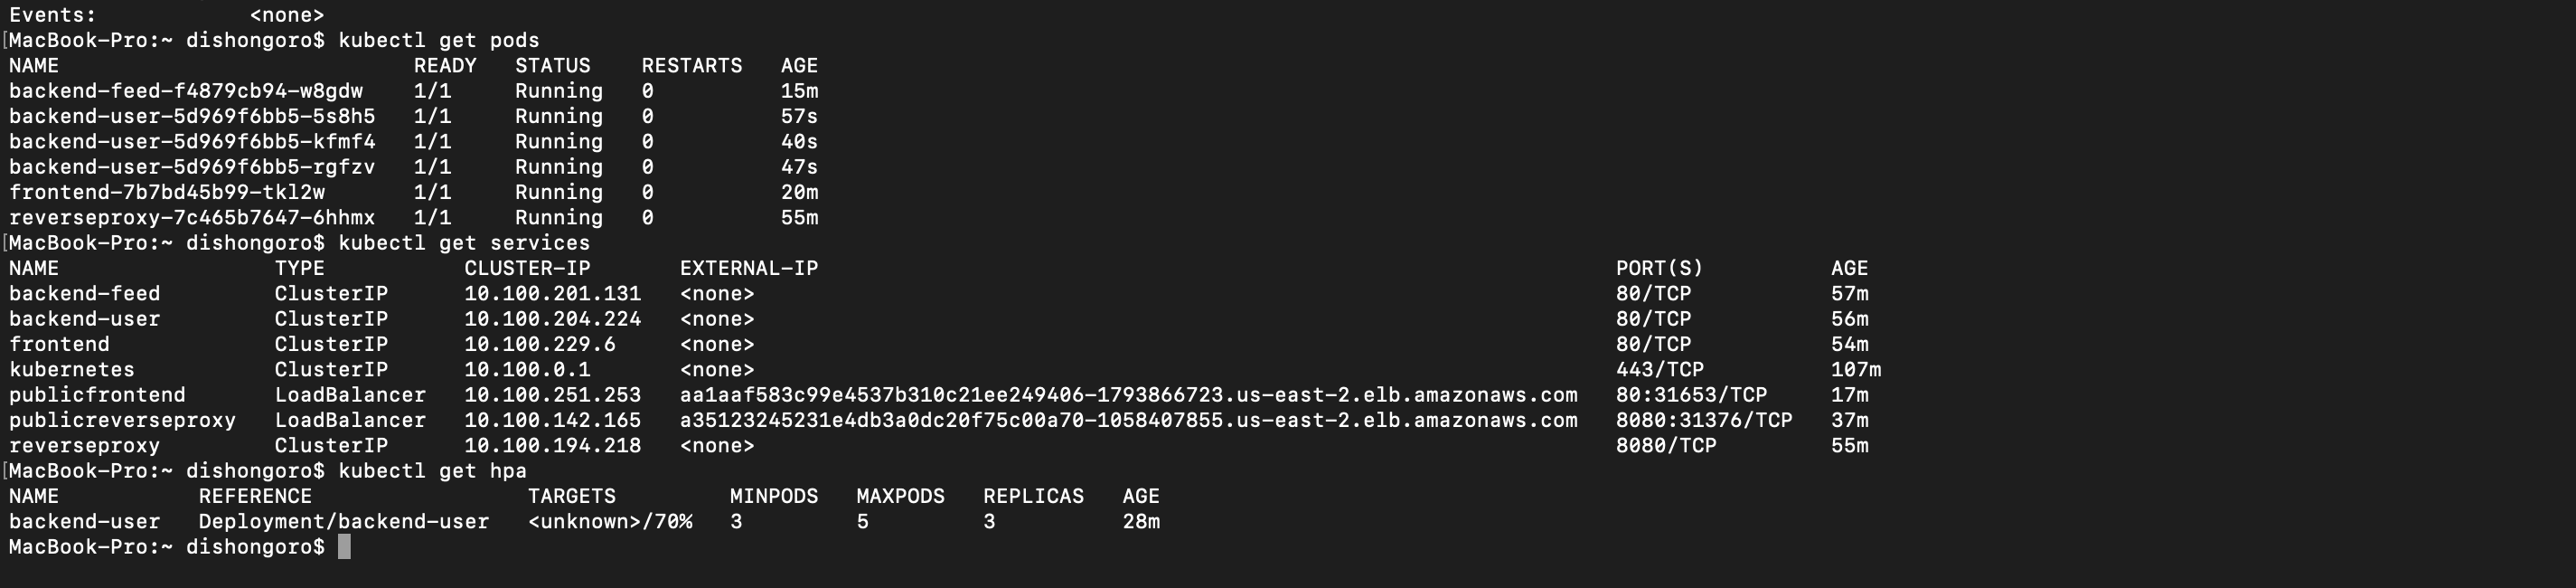 Events:            <none>
[MacBook-Pro:~ dishongoro$ kubectl get pods
NAME                            READY   STATUS    RESTARTS   AGE
backend-feed-f4879cb94-w8gdw    1/1     Running   0          15m
backend-user-5d969f6bb5-5s8h5   1/1     Running   0          57s
backend-user-5d969f6bb5-kfmf4   1/1     Running   0          40s
backend-user-5d969f6bb5-rgfzv   1/1     Running   0          47s
frontend-7b7bd45b99-tkl2w       1/1     Running   0          20m
reverseproxy-7c465b7647-6hhmx   1/1     Running   0          55m
[MacBook-Pro:~ dishongoro$ kubectl get services
NAME                 TYPE           CLUSTER-IP       EXTERNAL-IP                                                               PORT(S)          AGE
backend-feed         ClusterIP      10.100.201.131   <none>                                                                    80/TCP           57m
backend-user         ClusterIP      10.100.204.224   <none>                                                                    80/TCP           56m
frontend             ClusterIP      10.100.229.6     <none>                                                                    80/TCP           54m
kubernetes           ClusterIP      10.100.0.1       <none>                                                                    443/TCP          107m
publicfrontend       LoadBalancer   10.100.251.253   aa1aaf583c99e4537b310c21ee249406-1793866723.us-east-2.elb.amazonaws.com   80:31653/TCP     17m
publicreverseproxy   LoadBalancer   10.100.142.165   a35123245231e4db3a0dc20f75c00a70-1058407855.us-east-2.elb.amazonaws.com   8080:31376/TCP   37m
reverseproxy         ClusterIP      10.100.194.218   <none>                                                                    8080/TCP         55m
[MacBook-Pro:~ dishongoro$ kubectl get hpa
NAME           REFERENCE                 TARGETS         MINPODS   MAXPODS   REPLICAS   AGE
backend-user   Deployment/backend-user   <unknown>/70%   3         5         3          28m
MacBook-Pro:~ dishongoro$